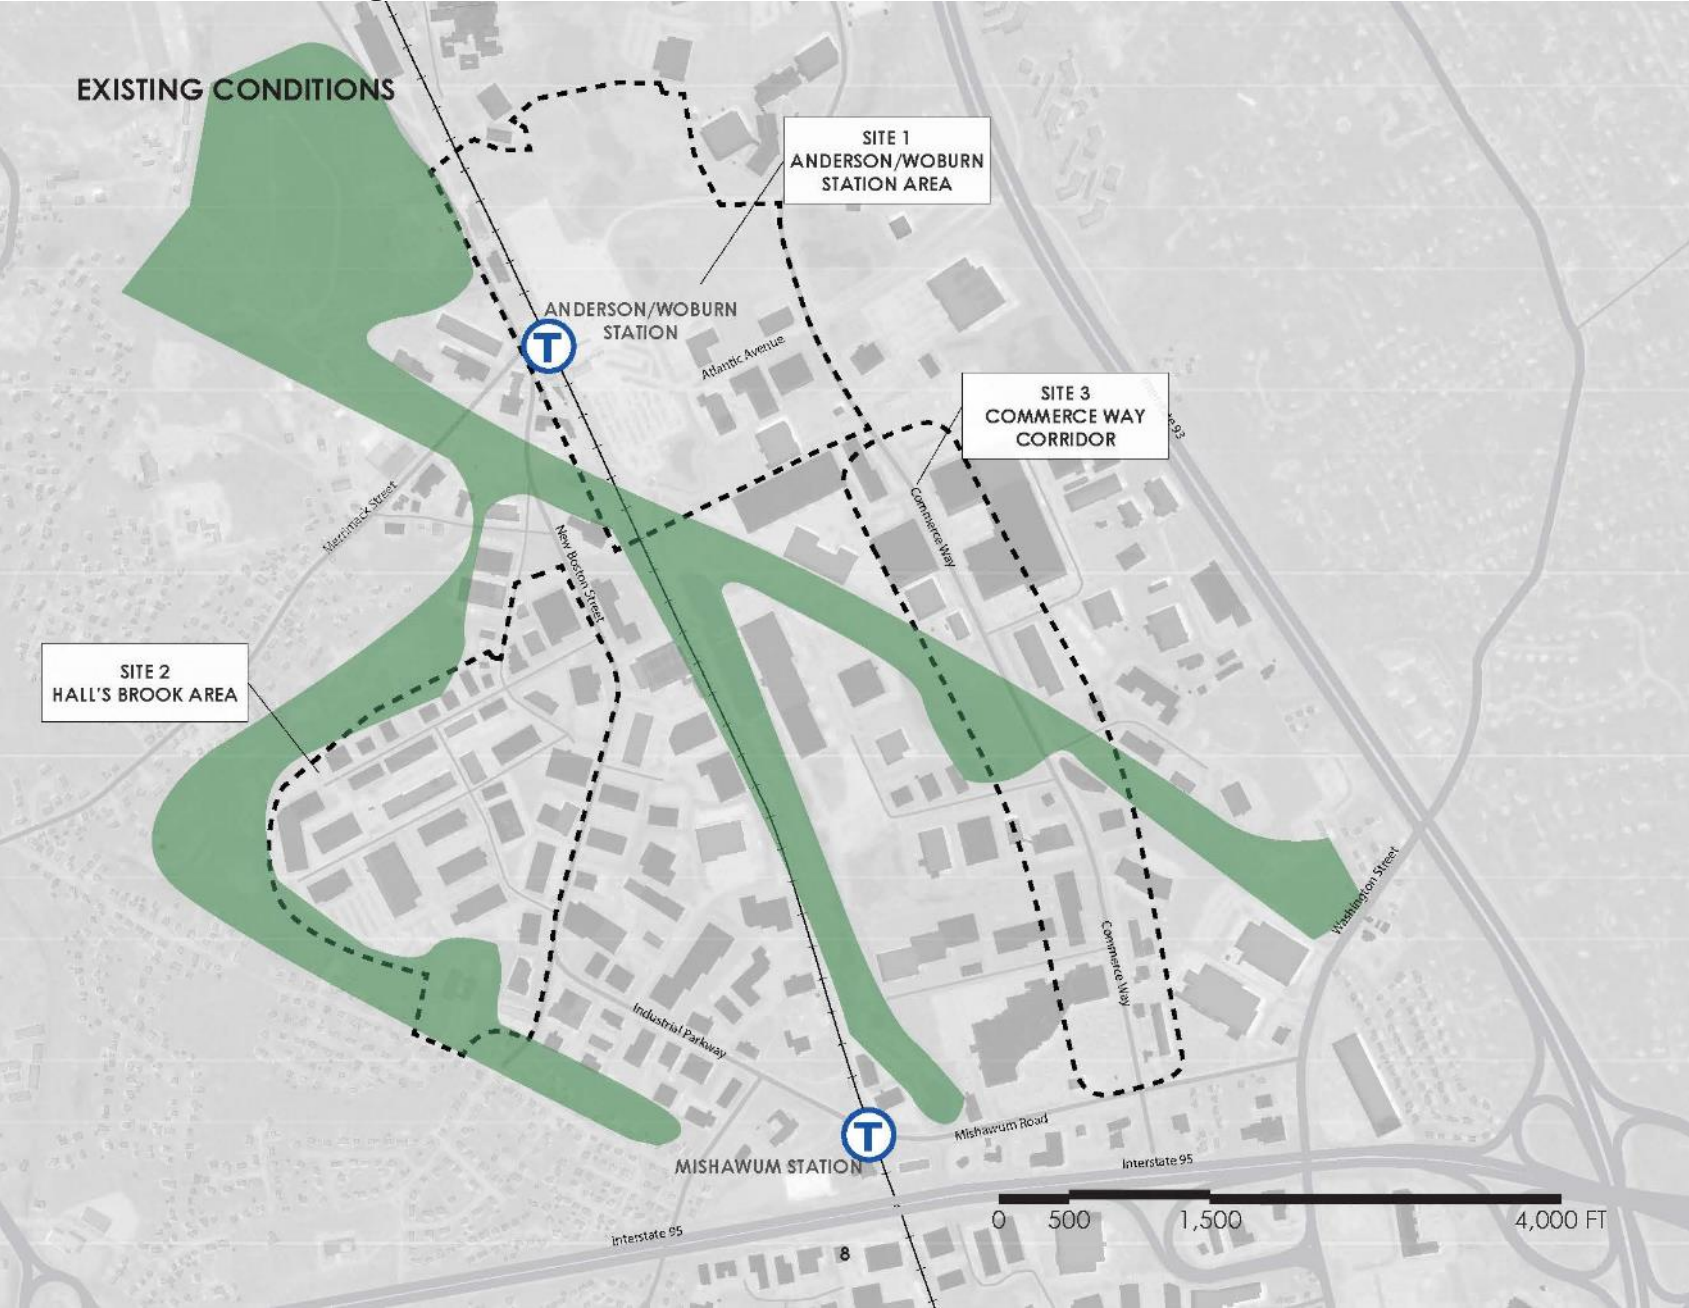 EXISTING CONDITIONS
SITE 1
ANDERSON/WOBURN
STATION AREA
ANDERSON/WOBURN
STATION
T
Atlantic Avenue
SITE 3
COMMERCE WAY
CORRIDOR
93
Merrimack Street
Commerce Way
New Boston Street
SITE 2
HALL'S BROOK AREA
Washington Street
Commerce Way
Industrial Parkway
T
Mishawum Road
MISHAWUM STATION
Interstate 95
Interstate 95
0 500 1,500 4,000 FT
8